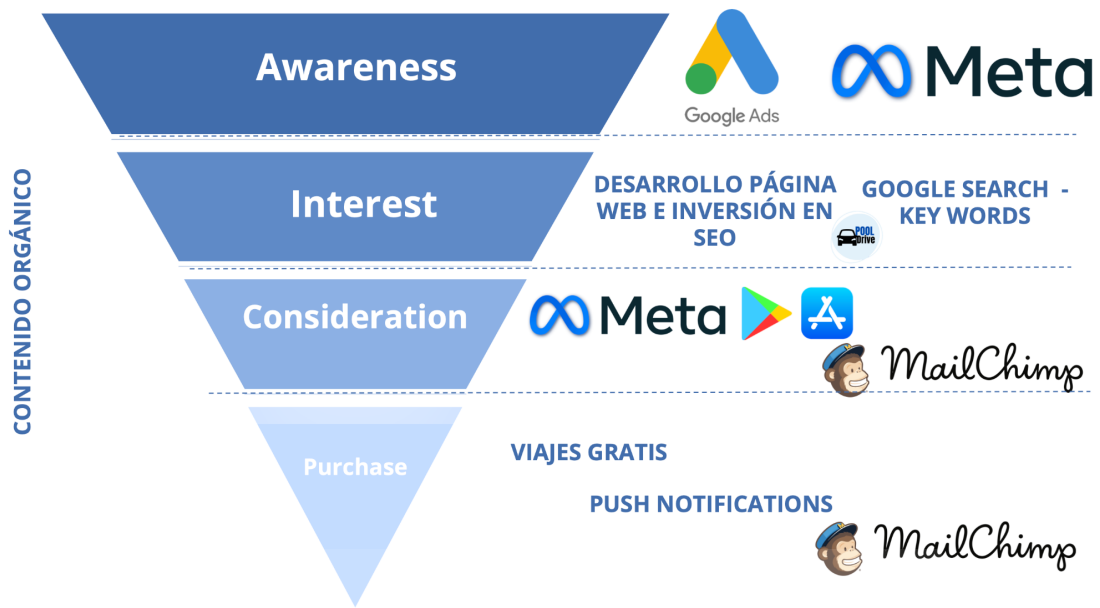 Awareness
Google Ads
Meta
CONTENIDO ORGÁNICO
Interest
DESARROLLO PÁGINA
WEB E INVERSIÓN EN
SEO
GOOGLE SEARCH -
KEY WORDS
POOL
Drive
Consideration
Meta
MailChimp
Purchase
VIAJES GRATIS
PUSH NOTIFICATIONS
MailChimp